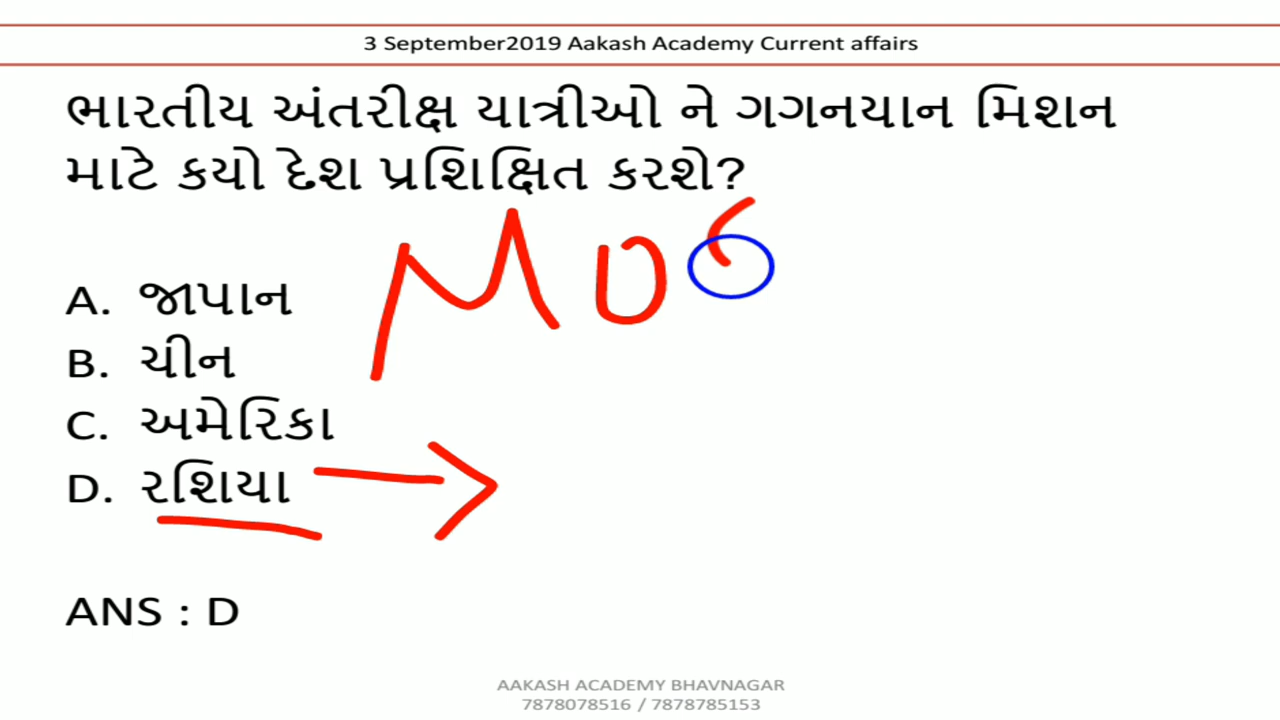 3 September2019 Aakash Academy Current affairs
ભારતીય અંતરીક્ષ યાત્રીઓ ને ગગનયાન મિશન
માટે કયો દેશ પ્રશિક્ષિત કરશે?
A. જાપાન
B. ચીન
C. અમેરિકા
D. રશિયા
ANS : D
AAKASH ACADEMY BHAVNAGAR
7878078516 / 7878785153